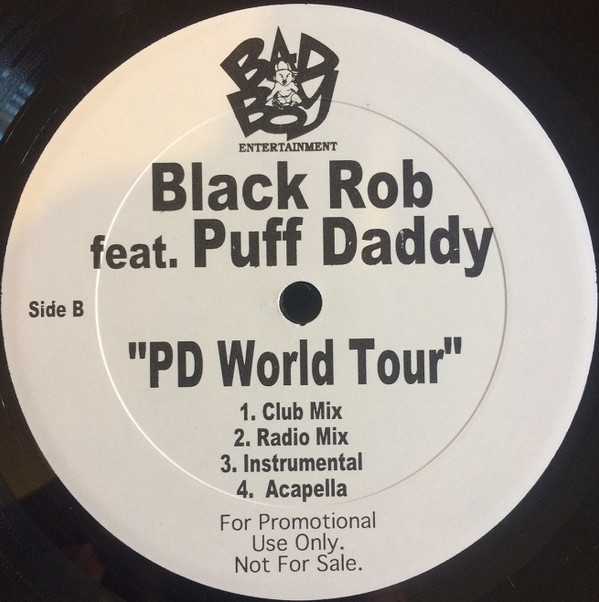 BAD
BOY
ENTERTAINMENT
Black Rob
feat. Puff Daddy
Side B
"PD World Tour"
1. Club Mix
2. Radio Mix
3. Instrumental
4. Acapella
For Promotional
Use Only.
Not For Sale.